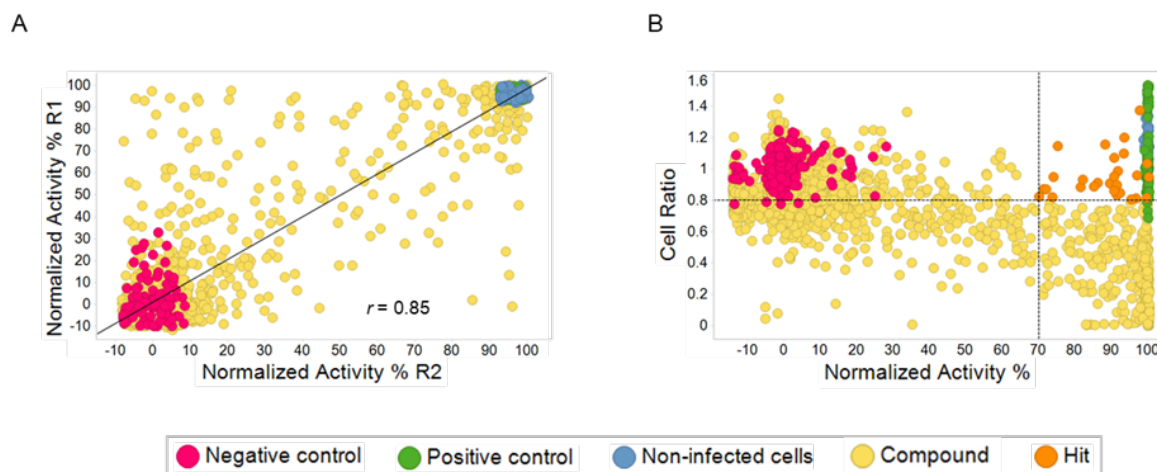 A
B
Normalized Activity % R1
100
90
80
70
60
50
40
30
20
10
0
-10
-10 0 10 20 30 40 50 60 70 80 90 100
Normalized Activity % R2
r = 0.85
Cell Ratio
1.6
1.4
1.2
1
0.8
0.6
0.4
0.2
0
-10 0 10 20 30 40 50 60 70 80 90 100
Normalized Activity %
Negative control Positive control Non-infected cells Compound Hit